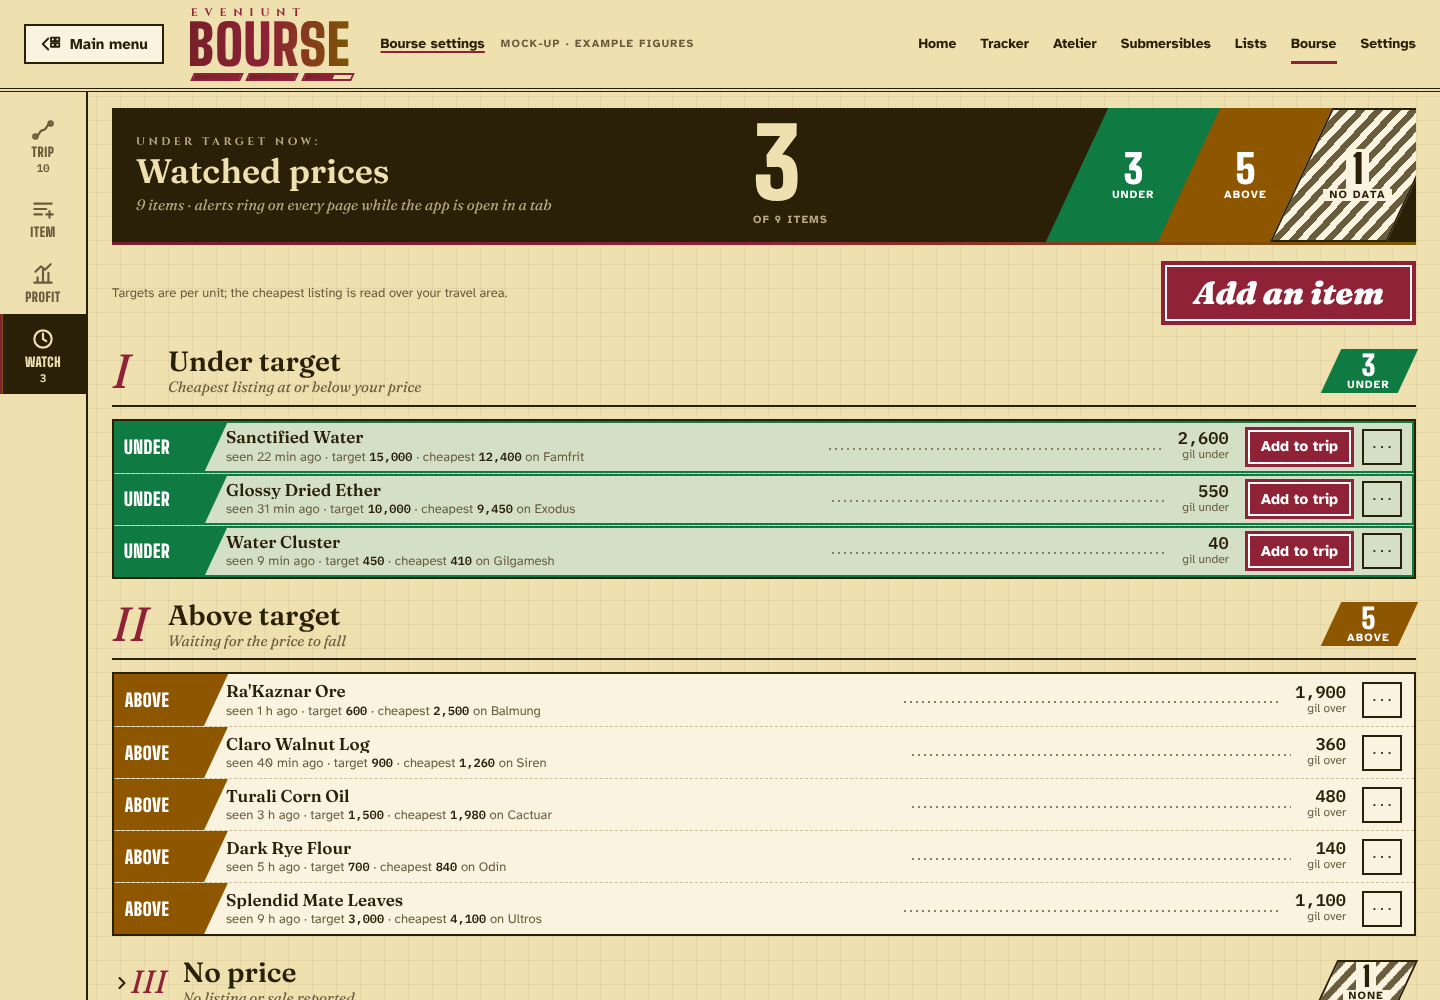 Main menu
EVENIUNT
BOURSE
Bourse settings
MOCK-UP · EXAMPLE FIGURES
Home
Tracker
Atelier
Submersibles
Lists
Bourse
Settings
TRIP
10
ITEM
PROFIT
WATCH
3
UNDER TARGET NOW:
Watched prices
9 items · alerts ring on every page while the app is open in a tab
3
OF 9 ITEMS
3
UNDER
5
ABOVE
1
NO DATA
Targets are per unit; the cheapest listing is read over your travel area.
Add an item
I
Under target
Cheapest listing at or below your price
3
UNDER
UNDER
Sanctified Water
seen 22 min ago · target 15,000 · cheapest 12,400 on Famfrit
2,600
gil under
Add to trip
...
UNDER
Glossy Dried Ether
seen 31 min ago · target 10,000 · cheapest 9,450 on Exodus
550
gil under
Add to trip
...
UNDER
Water Cluster
seen 9 min ago · target 450 · cheapest 410 on Gilgamesh
40
gil under
Add to trip
...
II
Above target
Waiting for the price to fall
5
ABOVE
ABOVE
Ra'Kaznar Ore
seen 1 h ago · target 600 · cheapest 2,500 on Balmung
1,900
gil over
...
ABOVE
Claro Walnut Log
seen 40 min ago · target 900 · cheapest 1,260 on Siren
360
gil over
...
ABOVE
Turali Corn Oil
seen 3 h ago · target 1,500 · cheapest 1,980 on Cactuar
480
gil over
...
ABOVE
Dark Rye Flour
seen 5 h ago · target 700 · cheapest 840 on Odin
140
gil over
...
ABOVE
Splendid Mate Leaves
seen 9 h ago · target 3,000 · cheapest 4,100 on Ultros
1,100
gil over
...
III
No price
No listing or sale reported
1
NONE